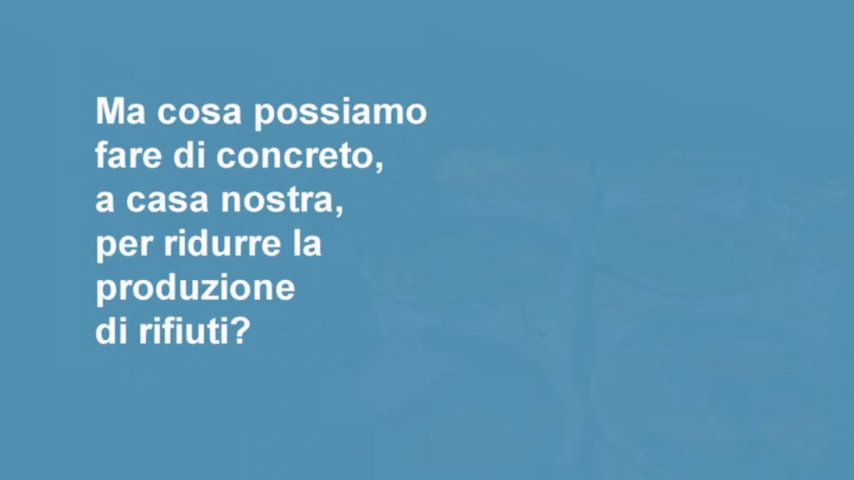 Ma cosa possiamo
fare di concreto,
a casa nostra,
per ridurre la
produzione
di rifiuti?